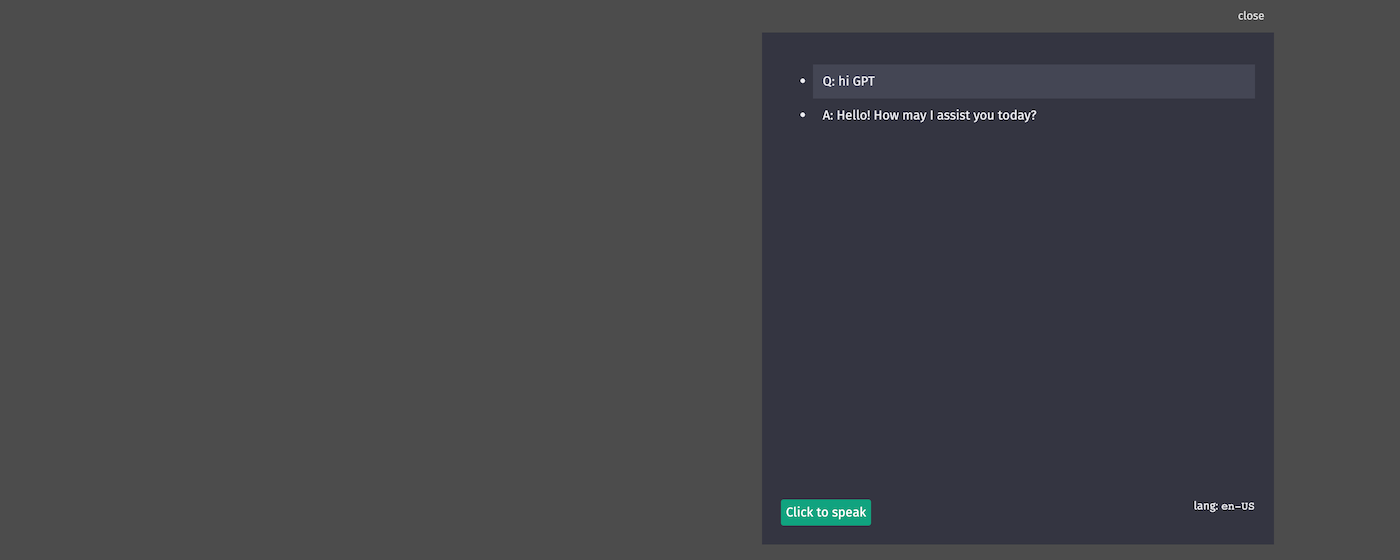 close
Q: hi GPT
A: Hello! How may I assist you today?
Click to speak
lang: en-US